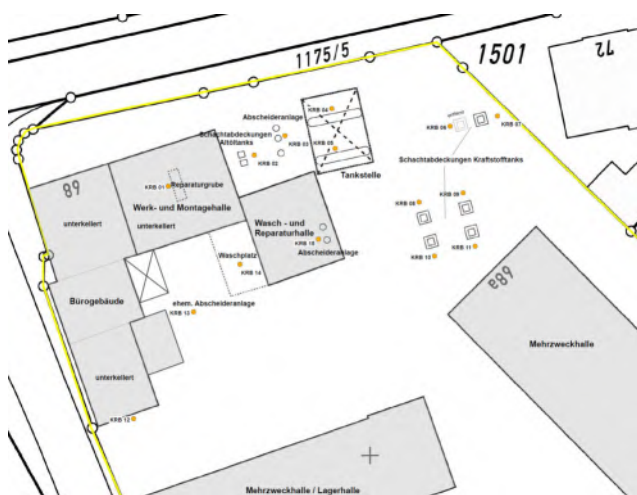 1175/5
1501
72
KRB 04
Abscheideranlage
KRB 06
KRB 07
Schachtabdeckungen
Altöltanks
KRB 03
KRB 05
KRB 02
Schachtabdeckungen Kraftstofftanks
Tankstelle
89
KRB 01
Reparaturgrube
Werk- und Montagehalle
unterkellert
unterkellert
KRB 08
KRB 09
Wasch - und
Reparaturhalle
KRB 15
Abscheideranlage
KRB 10
KRB 11
Waschplatz
KRB 14
68a
Bürogebäude
ehem. Abscheideranlage
KRB 13
Mehrzweckhalle
unterkellert
KRB 12
Mehrzweckhalle / Lagerhalle